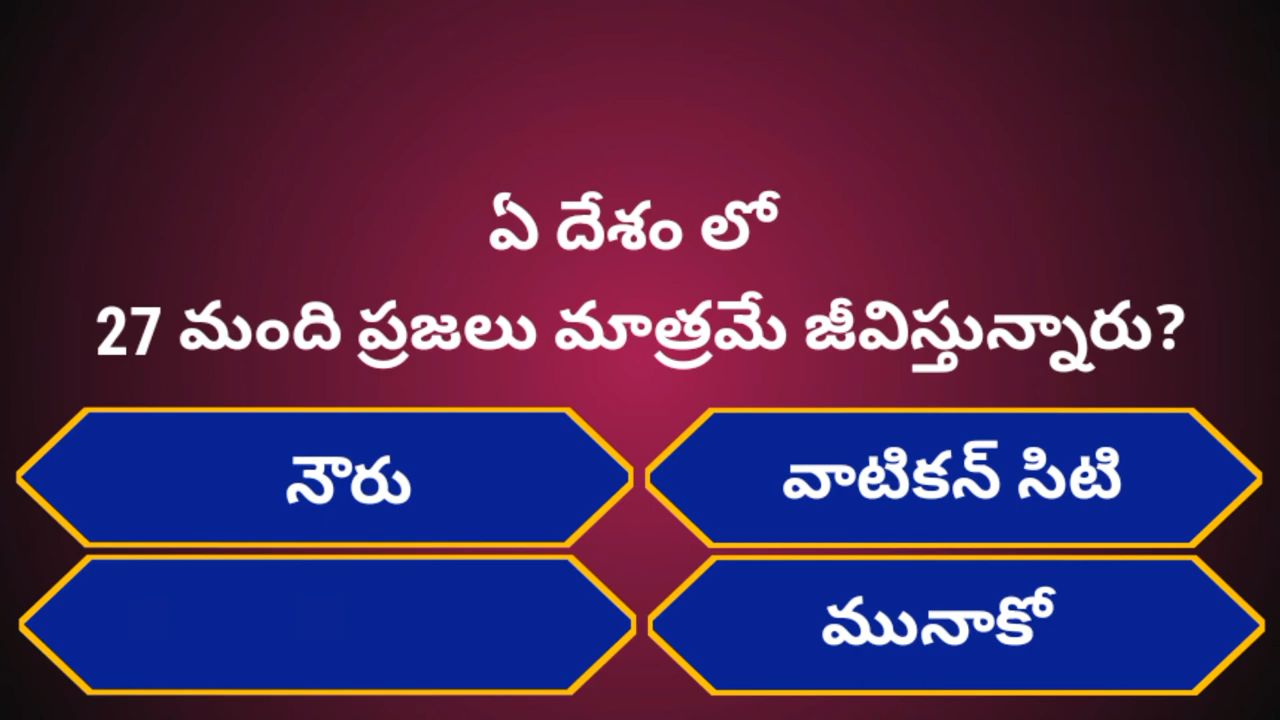 ఏ దేశం లో
27 మంది ప్రజలు మాత్రమే జీవిస్తున్నారు?
నౌరు
వాటికన్ సిటి
మునాకో